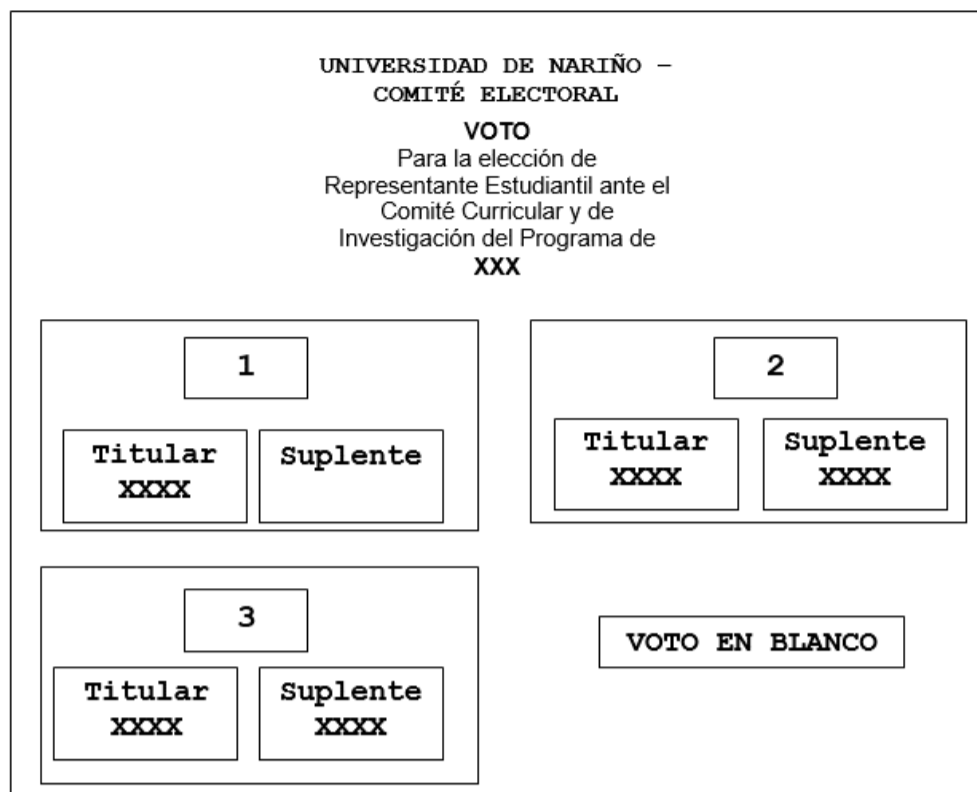 UNIVERSIDAD DE NARIÑO –
COMITÉ ELECTORAL
VOTO
Para la elección de
Representante Estudiantil ante el
Comité Curricular y de
Investigación del Programa de
XXX
1
Titular
XXXX
Suplente
2
Titular
XXXX
Suplente
XXXX
3
Titular
XXXX
Suplente
XXXX
VOTO EN BLANCO